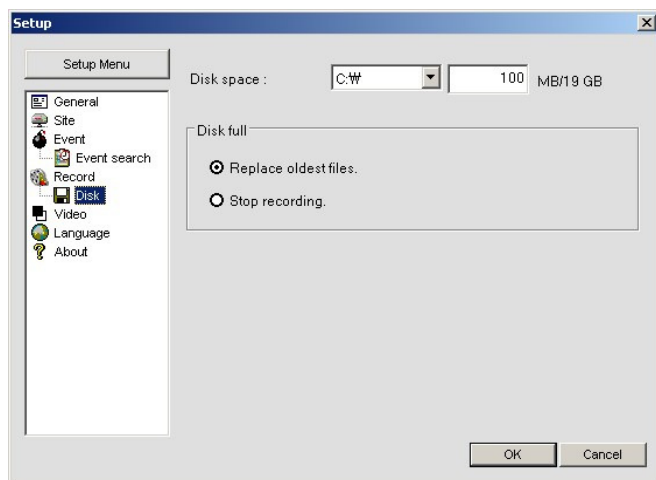 Setup
Setup Menu
General
Site
Event
Event search
Record
Disk
Video
Language
About
Disk space :
C:₩
100
MB/19 GB
Disk full
Replace oldest files.
Stop recording.
OK
Cancel